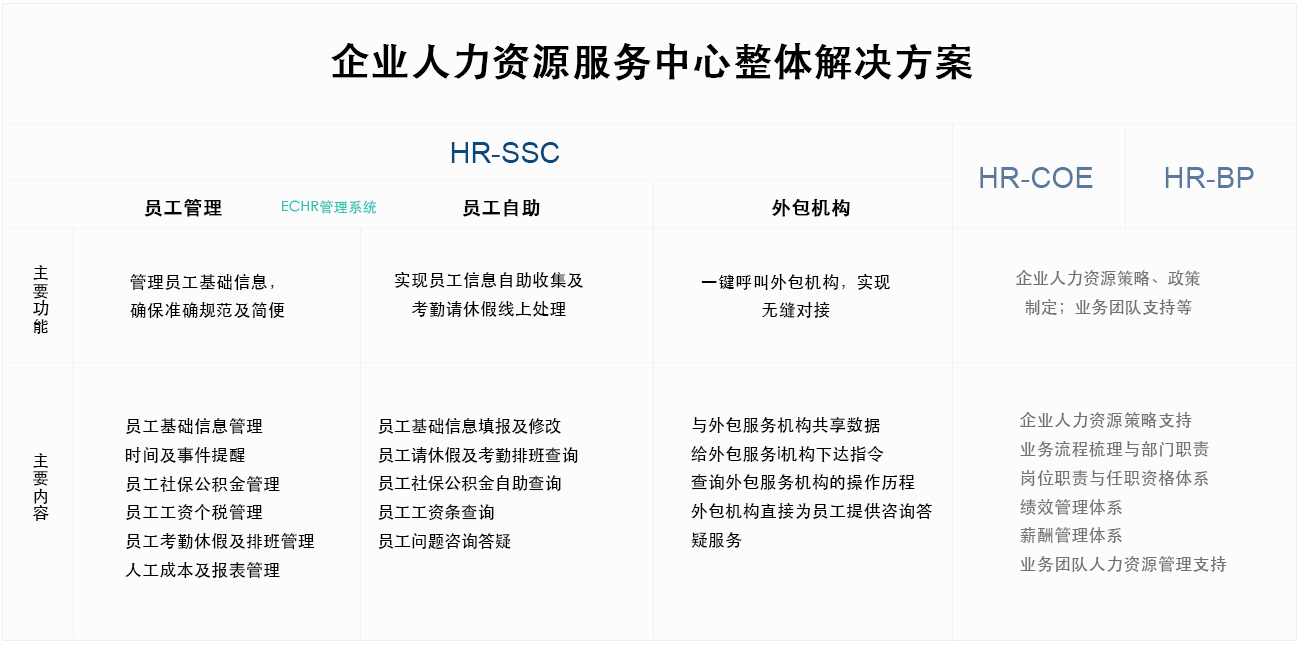 企业人力资源服务中心整体解决方案
HR-SSC
HR-COE
HR-BP
员工管理
ECHR管理系统
员工自助
外包机构
主要功能
管理员工基础信息，
确保准确规范及简便
实现员工信息自助收集及
考勤请休假线上处理
一键呼叫外包机构，实现
无缝对接
企业人力资源策略、政策
制定；业务团队支持等
主要内容
员工基础信息管理
时间及事件提醒
员工社保公积金管理
员工工资个税管理
员工考勤休假及排班管理
人工成本及报表管理
员工基础信息填报及修改
员工请休假及考勤排班查询
员工社保公积金自助查询
员工工资条查询
员工问题咨询答疑
与外包服务机构共享数据
给外包服务i机构下达指令
查询外包服务机构的操作历程
外包机构直接为员工提供咨询答
疑服务
企业人力资源策略支持
业务流程梳理与部门职责
岗位职责与任职资格体系
绩效管理体系
薪酬管理体系
业务团队人力资源管理支持